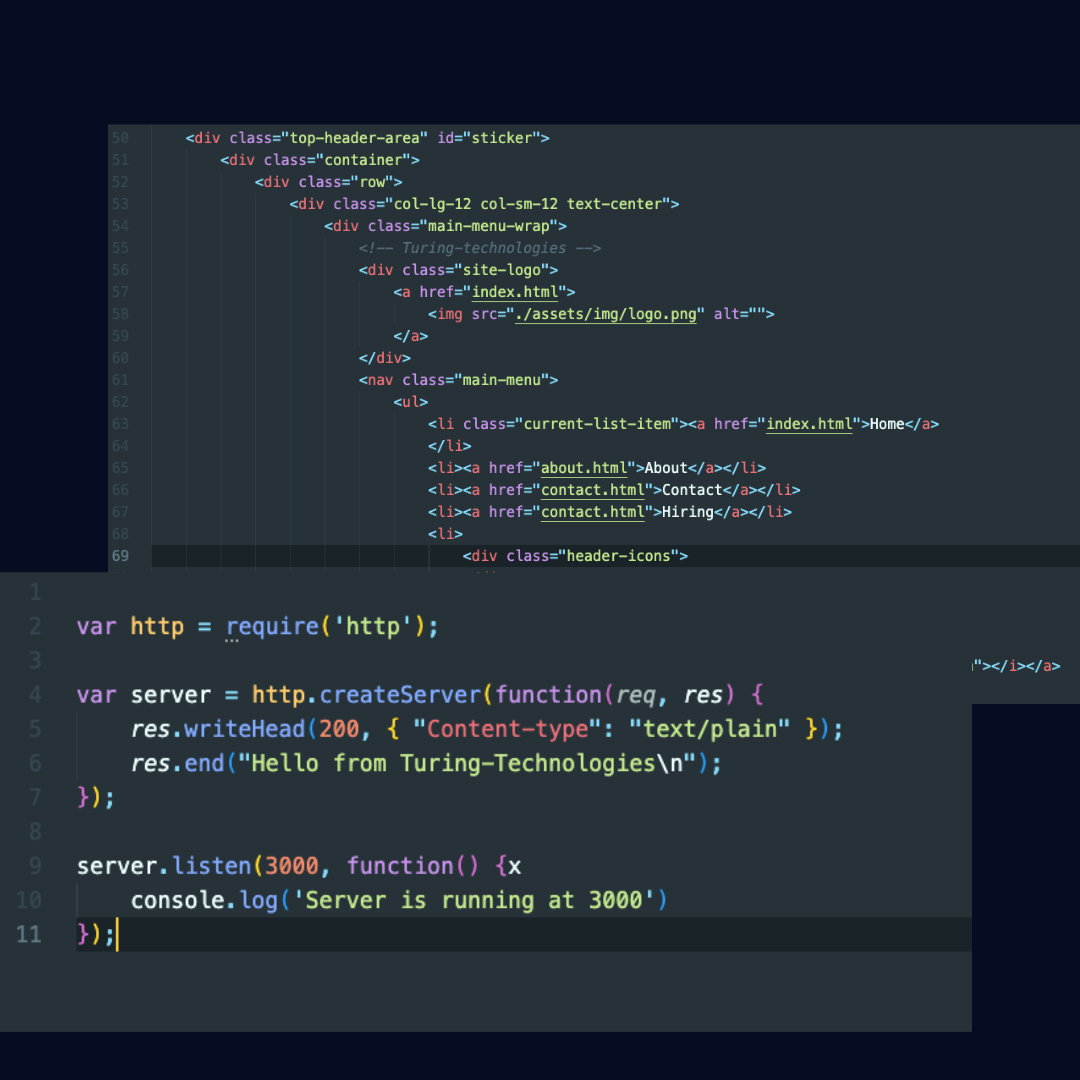 50 <div class="top-header-area" id="sticker">
51 <div class="container">
52 <div class="row">
53 <div class="col-lg-12 col-sm-12 text-center">
54 <div class="main-menu-wrap">
55 <!-- Turing-technologies -->
56 <div class="site-logo">
57 <a href="index.html">
58 <img src="./assets/img/logo.png" alt="">
59 </a>
60 </div>
61 <nav class="main-menu">
62 <ul>
63 <li class="current-list-item"><a href="index.html">Home</a>
64 </li>
65 <li><a href="about.html">About</a></li>
66 <li><a href="contact.html">Contact</a></li>
67 <li><a href="contact.html">Hiring</a></li>
68 <li>
69 <div class="header-icons">
1
2 var http = require('http');
3
"></i></a>
4 var server = http.createServer(function(req, res) {
5 res.writeHead(200, { "Content-type": "text/plain" });
6 res.end("Hello from Turing-Technologies\n");
7 });
8
9 server.listen(3000, function() {x
10 console.log('Server is running at 3000')
11 });